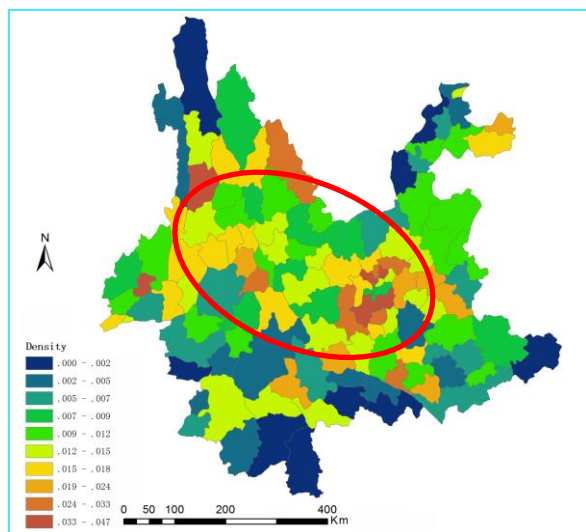 N
Density
.000 - .002
.002 - .005
.005 - .007
.007 - .009
.009 - .012
.012 - .015
.015 - .018
.019 - .024
.024 - .033
.033 - .047
0 50 100 200 300 400
Km